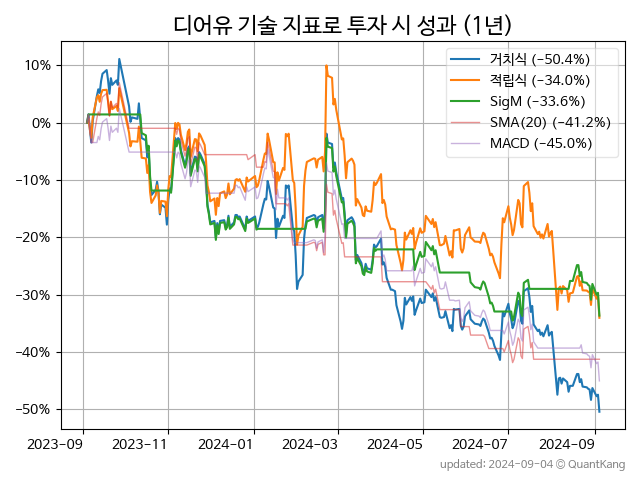 디어유 기술 지표로 투자 시 성과 (1년)
거치식 (−50.4%)
적립식 (−34.0%)
SigM (−33.6%)
SMA(20) (−41.2%)
MACD (−45.0%)
10%
0%
−10%
−20%
−30%
−40%
−50%
2023-09 2023-11 2024-01 2024-03 2024-05 2024-07 2024-09
updated: 2024-09-04 © QuantKang